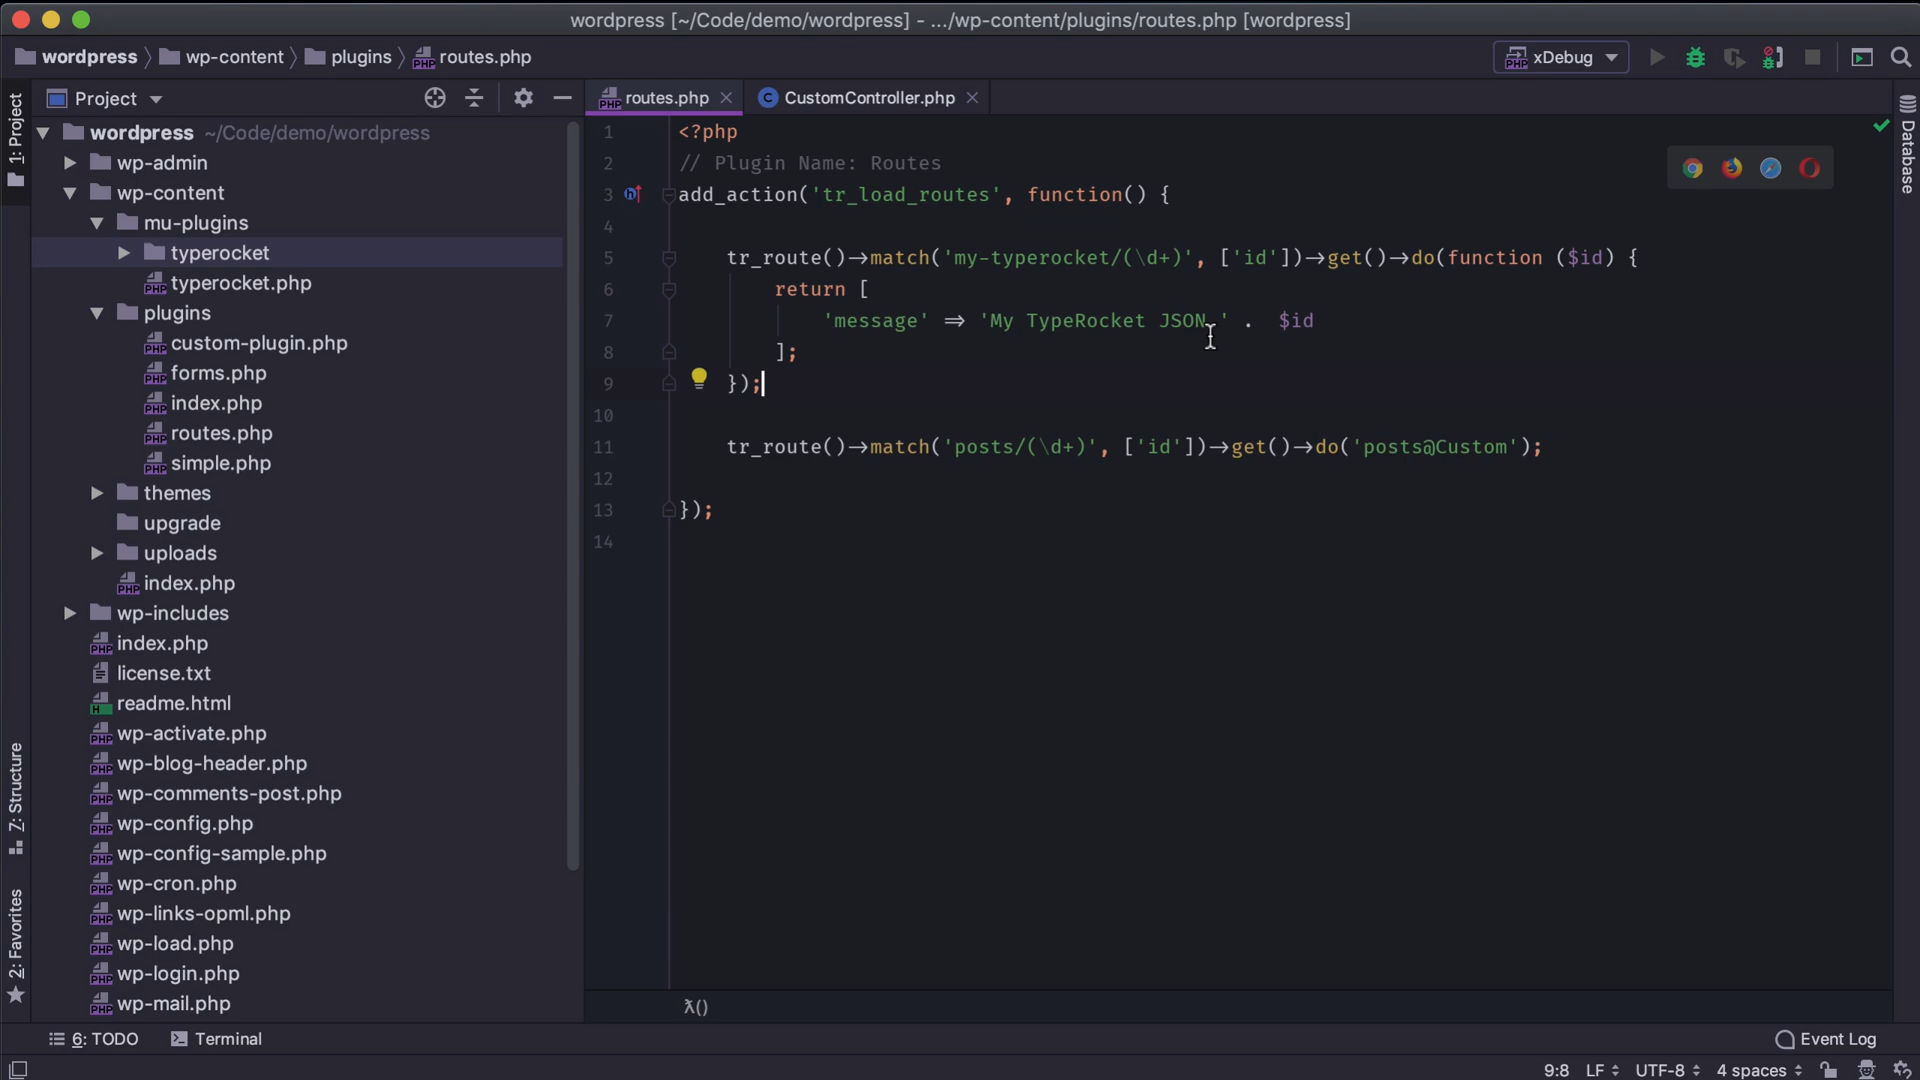 wordpress [~/Code/demo/wordpress] - .../wp-content/plugins/routes.php [wordpress]
wordpress wp-content plugins routes.php
xDebug
1: Project
Project
routes.php
CustomController.php
Database
wordpress ~/Code/demo/wordpress
wp-admin
wp-content
mu-plugins
typerocket
typerocket.php
plugins
custom-plugin.php
forms.php
index.php
routes.php
simple.php
themes
upgrade
uploads
index.php
wp-includes
index.php
license.txt
readme.html
wp-activate.php
wp-blog-header.php
wp-comments-post.php
wp-config.php
wp-config-sample.php
wp-cron.php
wp-links-opml.php
wp-load.php
wp-login.php
wp-mail.php
Z: Structure
2: Favorites
1 <?php
2 // Plugin Name: Routes
3 add_action('tr_load_routes', function() {
4
5 tr_route()->match('my-typerocket/(\d+)', ['id'])->get()->do(function ($id) {
6 return [
7 'message' => 'My TypeRocket JSON ' . $id
8 ];
9 });
10
11 tr_route()->match('posts/(\d+)', ['id'])->get()->do('posts@Custom');
12
13 });
14
λ()
6: TODO
Terminal
Event Log
9:8 LF UTF-8 4 spaces